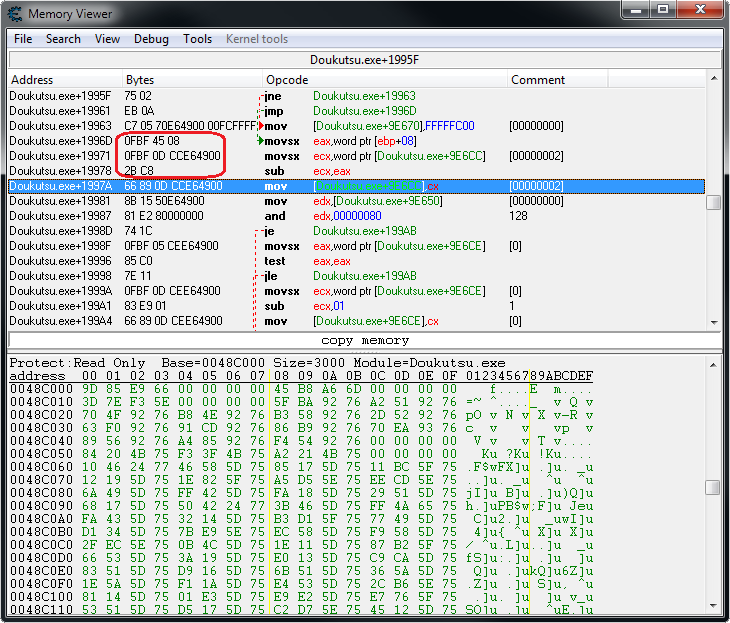 Memory Viewer
File Search View Debug Tools Kernel tools
Doukutsu.exe+1995F
Address Bytes Opcode Comment
Doukutsu.exe+1995F 75 02 jne Doukutsu.exe+19963
Doukutsu.exe+19961 EB 0A jmp Doukutsu.exe+1996D
Doukutsu.exe+19963 C7 05 70E64900 00FCFFFF mov [Doukutsu.exe+9E670],FFFFFC00 [00000000]
Doukutsu.exe+1996D 0FBF 45 08 movsx eax,word ptr [ebp+08]
Doukutsu.exe+19971 0FBF 0D CCE64900 movsx ecx,word ptr [Doukutsu.exe+9E6CC] [00000002]
Doukutsu.exe+19978 2B C8 sub ecx,eax
Doukutsu.exe+1997A 66 89 0D CCE64900 mov [Doukutsu.exe+9E6CC],cx [00000002]
Doukutsu.exe+19981 8B 15 50E64900 mov edx,[Doukutsu.exe+9E650] [00000000]
Doukutsu.exe+19987 81 E2 80000000 and edx,00000080 128
Doukutsu.exe+1998D 74 1C je Doukutsu.exe+199AB
Doukutsu.exe+1998F 0FBF 05 CEE64900 movsx eax,word ptr [Doukutsu.exe+9E6CE] [0]
Doukutsu.exe+19996 85 C0 test eax,eax
Doukutsu.exe+19998 7E 11 jle Doukutsu.exe+199AB
Doukutsu.exe+1999A 0FBF 0D CEE64900 movsx ecx,word ptr [Doukutsu.exe+9E6CE] [0]
Doukutsu.exe+199A1 83 E9 01 sub ecx,01 1
Doukutsu.exe+199A4 66 89 0D CEE64900 mov [Doukutsu.exe+9E6CE],cx [0]
copy memory
Protect:Read Only Base=0048C000 Size=3000 Module=Doukutsu.exe
address 00 01 02 03 04 05 06 07 08 09 0A 0B 0C 0D 0E 0F 0123456789ABCDEF
0048C000 9D 85 E9 66 00 00 00 00 45 B8 A6 6D 00 00 00 00 f....E m....
0048C010 3D 7E F3 5E 00 00 00 00 5F BA 92 76 A2 51 92 76 =~ ^...._ v Q v
0048C020 70 4F 92 76 B8 4E 92 76 B3 58 92 76 2D 52 92 76 pO v N v X v-R v
0048C030 63 F0 92 76 91 CD 92 76 86 B9 92 76 70 EA 93 76 c v v vp v
0048C040 89 56 92 76 A4 85 92 76 F4 54 92 76 00 00 00 00 V v v T v....
0048C050 84 20 4B 75 F3 3F 4B 75 A2 21 4B 75 00 00 00 00 Ku ?Ku !Ku....
0048C060 10 46 24 77 46 58 5D 75 85 17 5D 75 11 BC 5F 75 .F$wFX]u .]u. _u
0048C070 12 19 5D 75 1E 82 5F 75 A5 D5 5E 75 EE CD 5E 75 ..]u. _u ^u ^u
0048C080 6A 49 5D 75 FF 42 5D 75 FA 18 5D 75 29 51 5D 75 jI]u B]u .]u)Q]u
0048C090 68 17 5D 75 50 42 24 77 3B 46 5D 75 FF 4A 65 75 h.]uPB$w;F]u Jeu
0048C0A0 FA 43 5D 75 32 14 5D 75 B3 D1 5F 75 77 49 5D 75 C]u2.]u _uwI]u
0048C0B0 D1 34 5D 75 7B E9 5E 75 EC 58 5D 75 F9 58 5D 75 4]u{ ^u X]u X]u
0048C0C0 2F EC 5E 75 0B 4C 5D 75 1E 11 5D 75 87 B2 5F 75 / ^u.L]u..]u _u
0048C0D0 66 53 5D 75 3A 19 5D 75 E0 13 5D 75 C9 CA 5D 75 fS]u:.]u .]u ]u
0048C0E0 83 51 5D 75 D9 16 5D 75 6B 51 5D 75 36 5A 5D 75 Q]u .]ukQ]u6Z]u
0048C0F0 1E 5A 5D 75 F1 1A 5D 75 E4 53 5D 75 2C B6 5E 75 .Z]u .]u S]u, ^u
0048C100 81 14 5D 75 01 E3 5D 75 E9 E2 5D 75 E7 76 5F 75 .]u. ]u ]u v_u
0048C110 53 51 5D 75 D5 17 5D 75 C2 D7 5E 75 45 12 5D 75 SQ]u .]u ^uE.]u